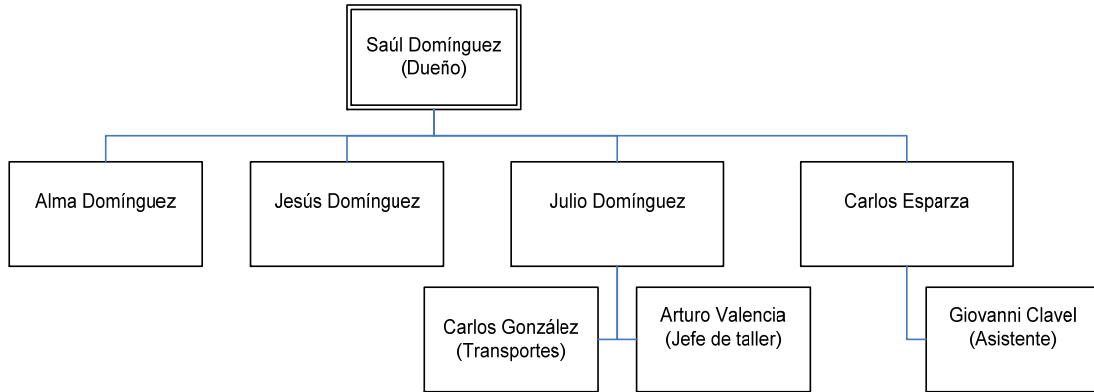 Saúl Domínguez
(Dueño)
Alma Domínguez
Jesús Domínguez
Julio Domínguez
Carlos Esparza
Carlos González
(Transportes)
Arturo Valencia
(Jefe de taller)
Giovanni Clavel
(Asistente)